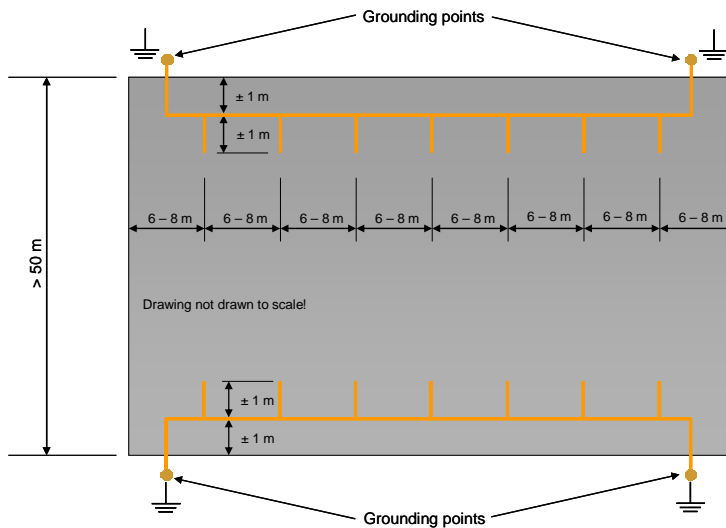 Grounding points
± 1 m
± 1 m
6 – 8 m 6 – 8 m 6 – 8 m 6 – 8 m 6 – 8 m 6 – 8 m 6 – 8 m 6 – 8 m
> 50 m
Drawing not drawn to scale!
± 1 m
± 1 m
Grounding points